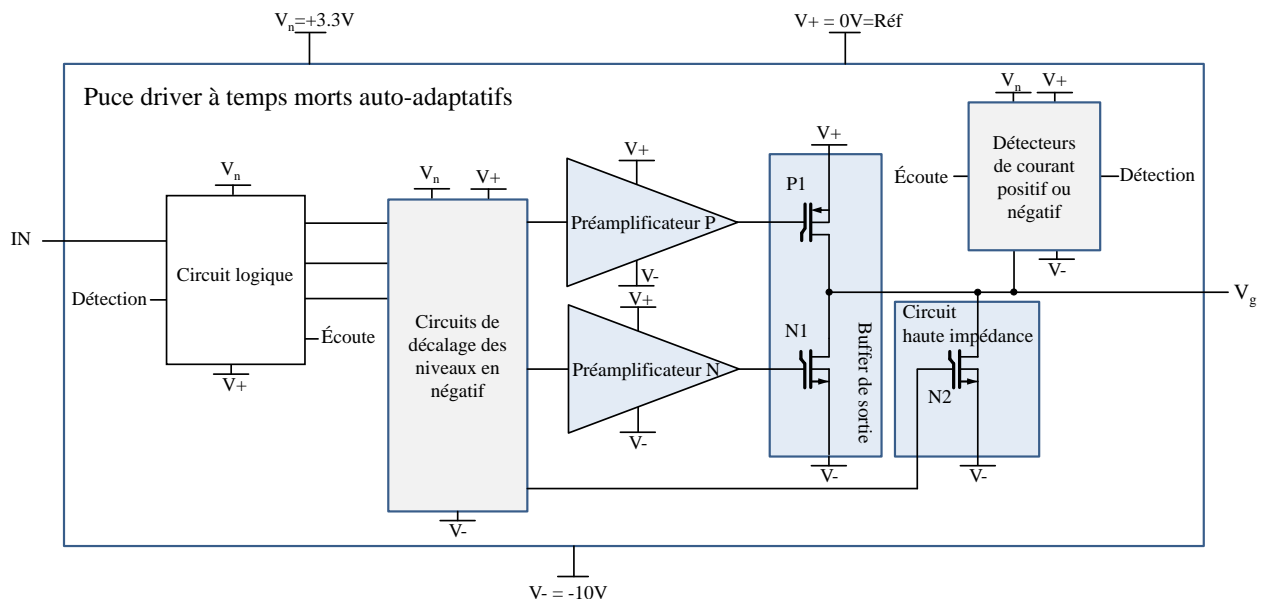 Vn=+3.3V
V+ = 0V=Réf
Puce driver à temps morts auto-adaptatifs
Vn
V+
Détecteurs
de courant
positif ou
négatif
Écoute
Détection
V-
IN
Vn
Circuit logique
Détection
Écoute
V+
Vn
V+
Circuits de
décalage des
niveaux en
négatif
V-
V+
Préamplificateur P
V-
V+
Préamplificateur N
V-
V+
P1
N1
Buffer de sortie
V-
Circuit
haute impédance
N2
V-
Vg
V- = -10V